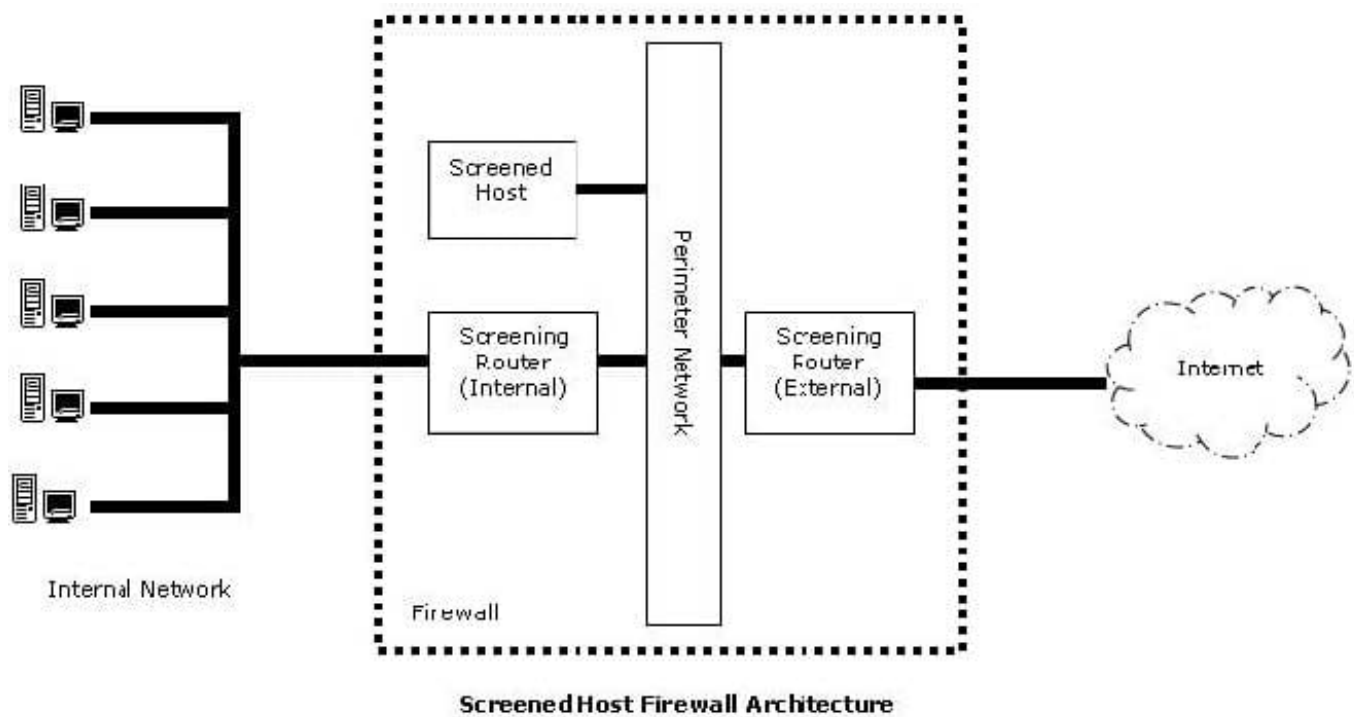 Screened
Host
Perimeter Network
Screening
Router
(Internal)
Screening
Router
(External)
Internet
Internal Network
Firewall
Screened Host Firewall Architecture